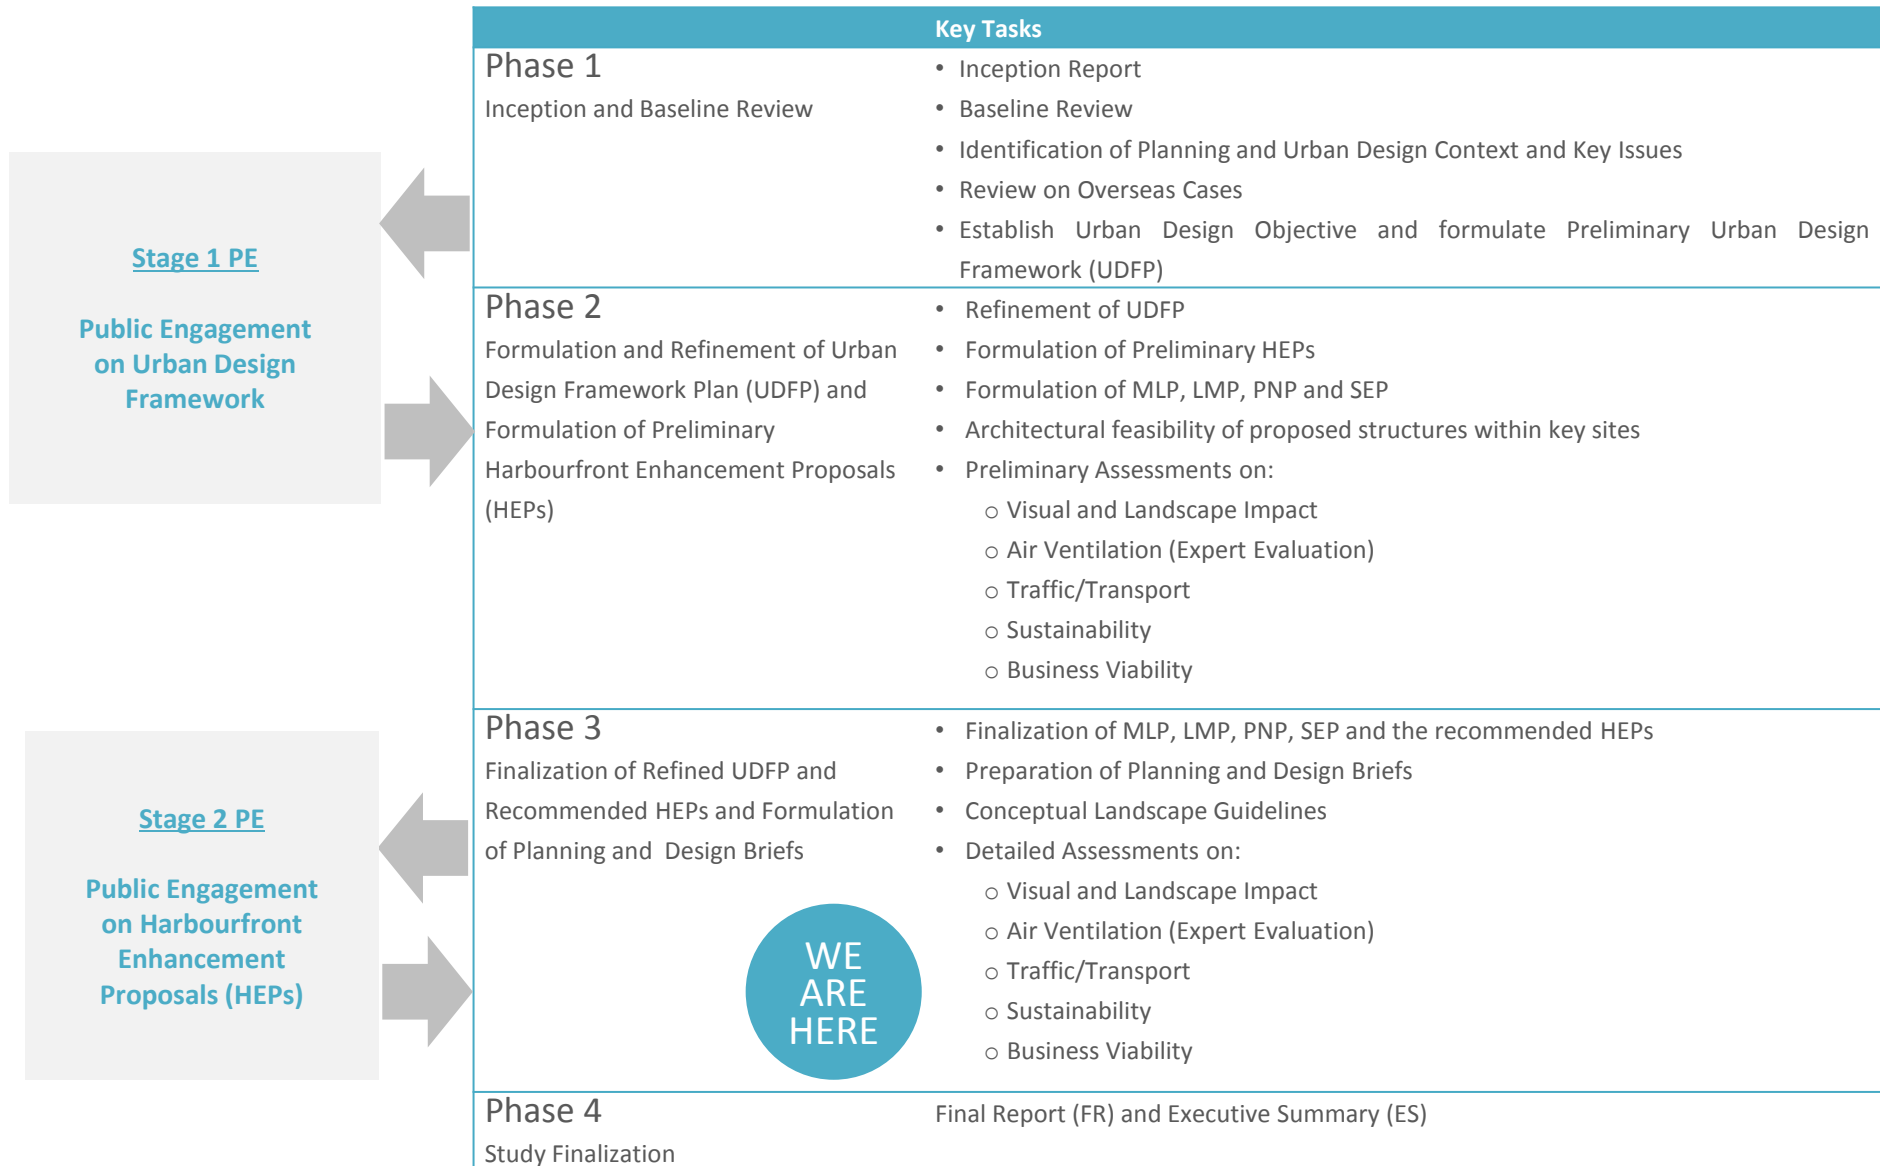 Key Tasks
Phase 1
Inception and Baseline Review
• Inception Report
• Baseline Review
• Identification of Planning and Urban Design Context and Key Issues
• Review on Overseas Cases
• Establish Urban Design Objective and formulate Preliminary Urban Design
Framework (UDFP)
Stage 1 PE
Public Engagement
on Urban Design
Framework
Phase 2
Formulation and Refinement of Urban
Design Framework Plan (UDFP) and
Formulation of Preliminary
Harbourfront Enhancement Proposals
(HEPs)
• Refinement of UDFP
• Formulation of Preliminary HEPs
• Formulation of MLP, LMP, PNP and SEP
• Architectural feasibility of proposed structures within key sites
• Preliminary Assessments on:
o Visual and Landscape Impact
o Air Ventilation (Expert Evaluation)
o Traffic/Transport
o Sustainability
o Business Viability
Phase 3
Finalization of Refined UDFP and
Recommended HEPs and Formulation
of Planning and Design Briefs
• Finalization of MLP, LMP, PNP, SEP and the recommended HEPs
• Preparation of Planning and Design Briefs
• Conceptual Landscape Guidelines
• Detailed Assessments on:
o Visual and Landscape Impact
o Air Ventilation (Expert Evaluation)
o Traffic/Transport
o Sustainability
o Business Viability
Stage 2 PE
Public Engagement
on Harbourfront
Enhancement
Proposals (HEPs)
WE
ARE
HERE
Phase 4
Study Finalization
Final Report (FR) and Executive Summary (ES)